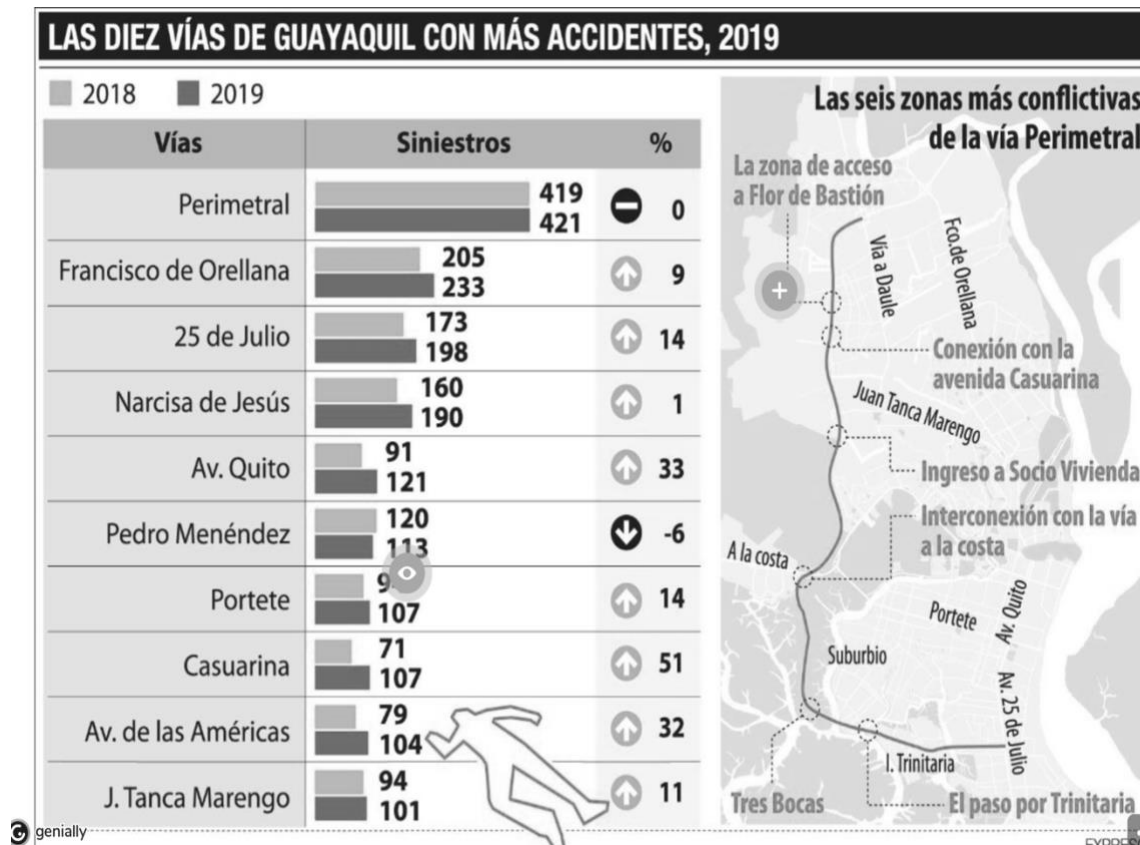 LAS DIEZ VÍAS DE GUAYAQUIL CON MÁS ACCIDENTES, 2019
2018 2019
Vías Siniestros %
Perimetral 419 421 0
Francisco de Orellana 205 233 9
25 de Julio 173 198 14
Narcisa de Jesús 160 190 1
Av. Quito 91 121 33
Pedro Menéndez 120 113 -6
Portete 107 14
Casuarina 71 107 51
Av. de las Américas 79 104 32
J. Tanca Marengo 94 101 11
Las seis zonas más conflictivas
de la vía Perimetral
La zona de acceso
a Flor de Bastión
Vía a Daule
Fco.de Orellana
Conexión con la
avenida Casuarina
Juan Tanca Marengo
Ingreso a Socio Vivienda
Interconexión con la vía
a la costa
A la costa
Portete
Av. Quito
Suburbio
Av. 25 de Julio
I. Trinitaria
Tres Bocas
El paso por Trinitaria
genially